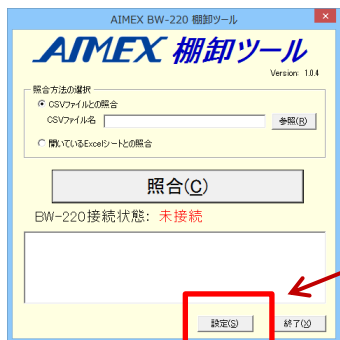 AIMEX BW-220 棚卸ツール
AIMEX 棚卸ツール
Version: 1.0.4
照合方法の選択
CSVファイルとの照合
CSVファイル名 参照(R)
開いているExcelシートとの照合
照合(C)
BW-220接続状態: 未接続
設定(S) 終了(X)